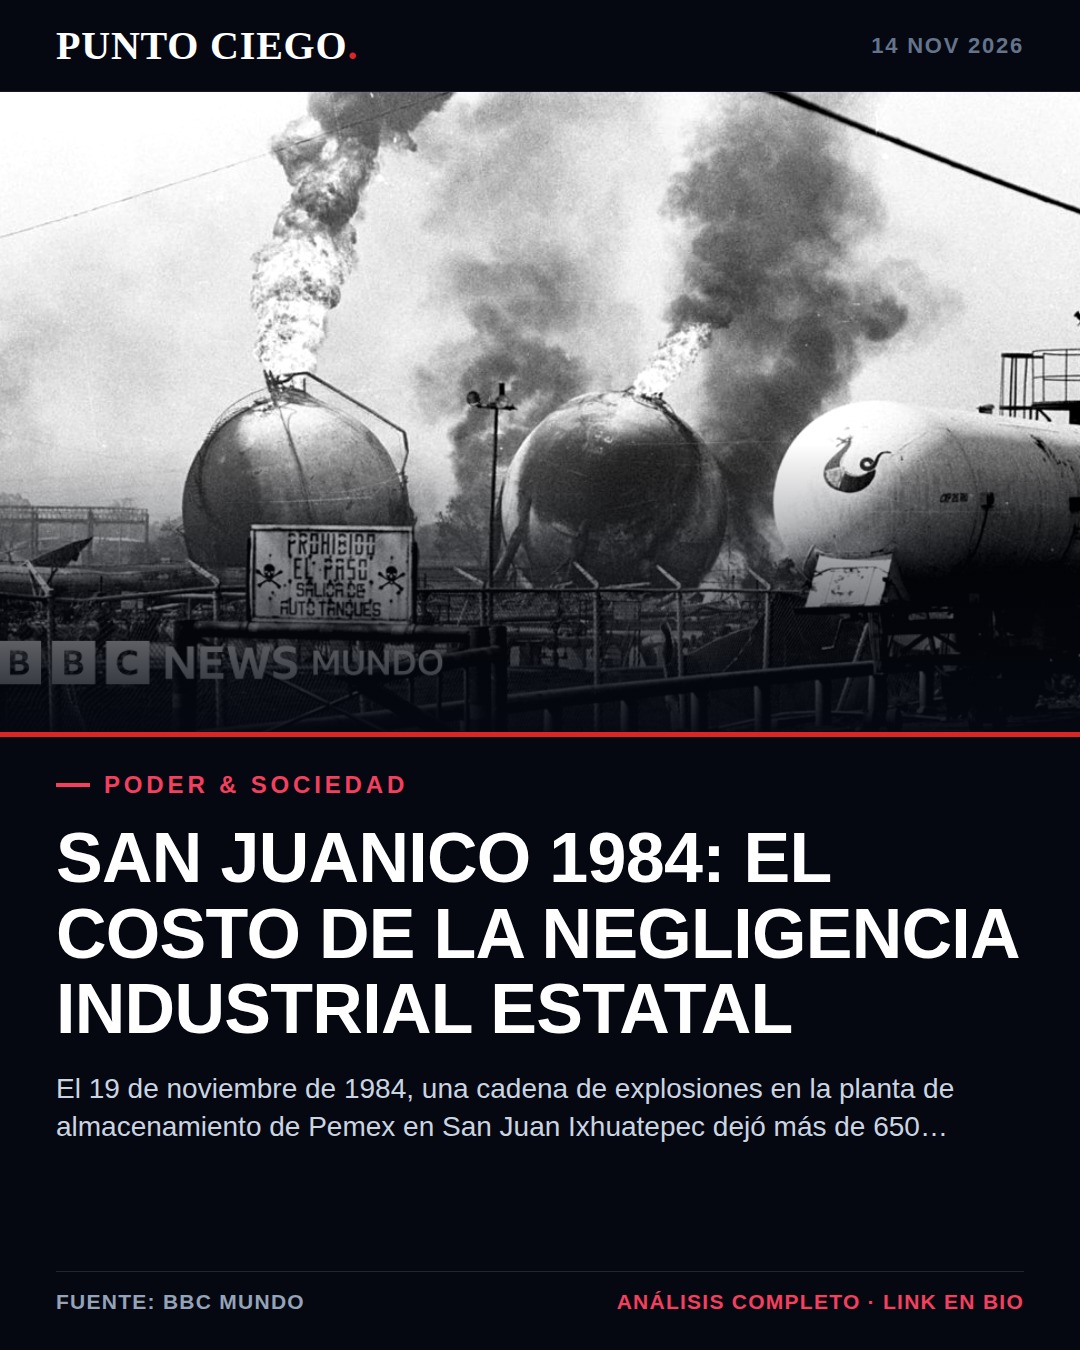 PUNTO CIEGO.
14 NOV 2026
PROHIBIDO
EL PASO
SALIDA DE
AUTO TANQUES
BBC NEWS MUNDO
PODER & SOCIEDAD
SAN JUANICO 1984: EL
COSTO DE LA NEGLIGENCIA
INDUSTRIAL ESTATAL
El 19 de noviembre de 1984, una cadena de explosiones en la planta de
almacenamiento de Pemex en San Juan Ixhuatepec dejó más de 650…
FUENTE: BBC MUNDO
ANÁLISIS COMPLETO · LINK EN BIO